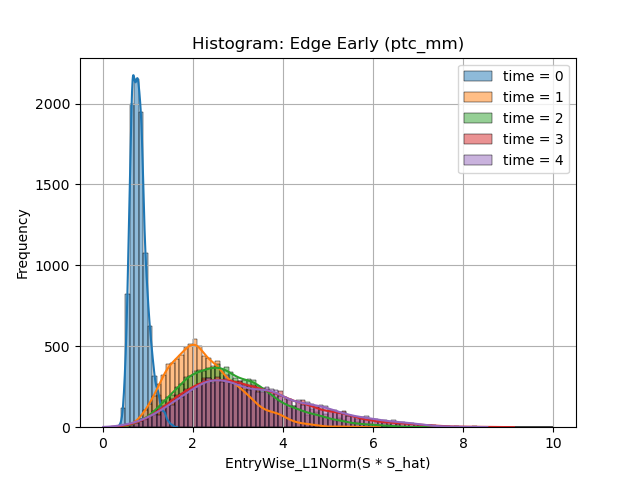 Histogram: Edge Early (ptc_mm)
time = 0
time = 1
time = 2
time = 3
time = 4
Frequency
2000
1500
1000
500
0
0 2 4 6 8 10
EntryWise_L1Norm(S * S_hat)